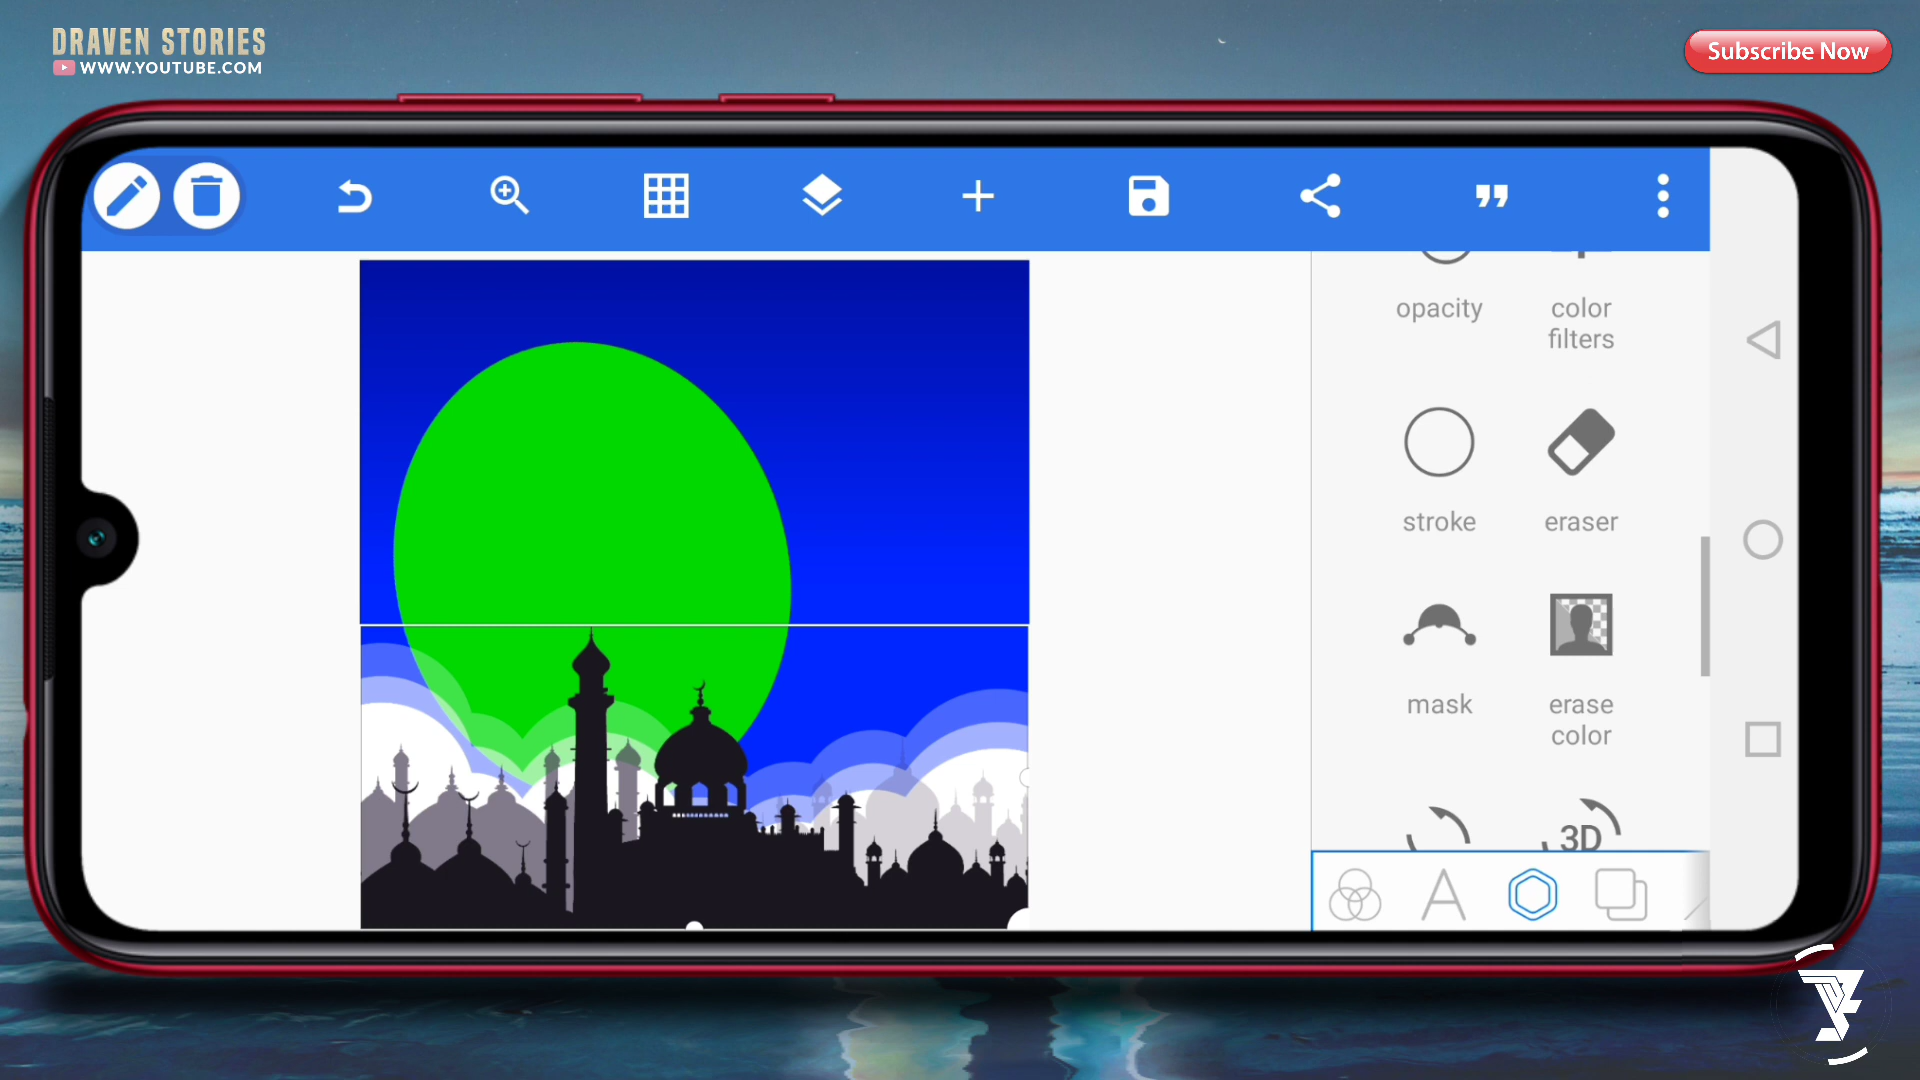 DRAVEN STORIES
WWW.YOUTUBE.COM
Subscribe Now
opacity
color
filters
stroke
eraser
mask
erase
color
3D
A